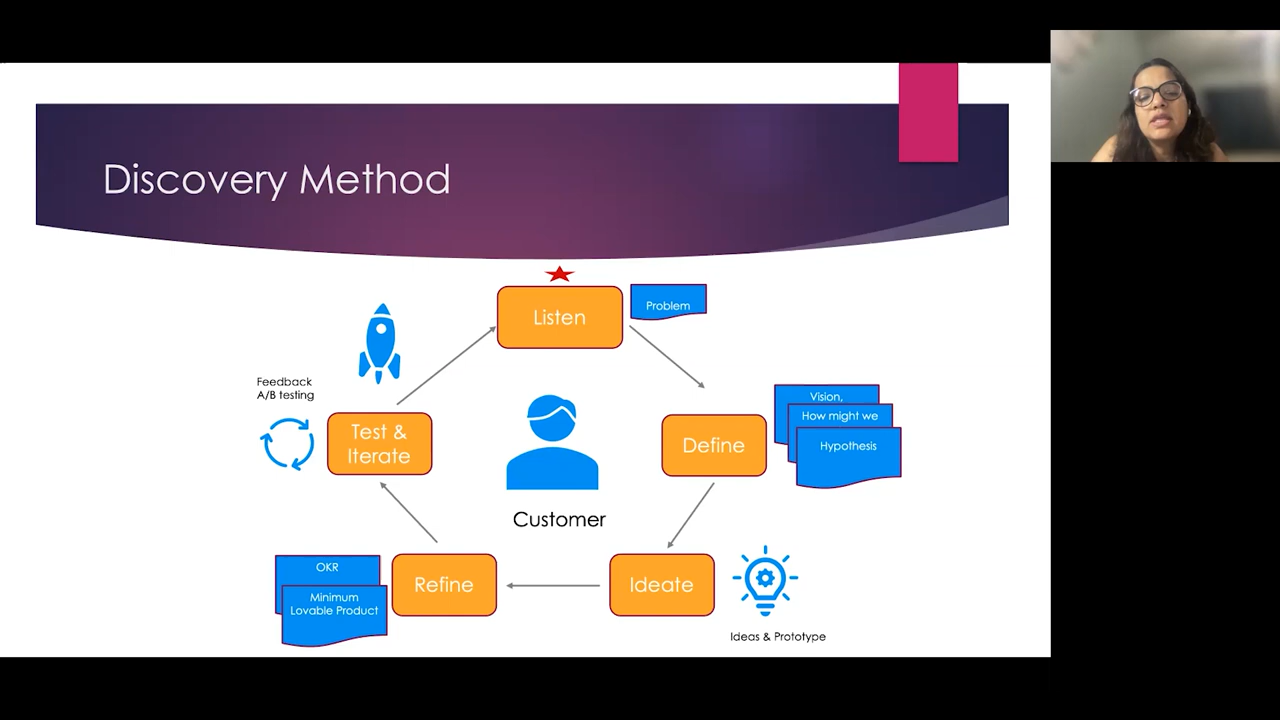 Discovery Method
Listen
Problem
Feedback
A/B testing
Test &
Iterate
Define
Vision,
How might we
Hypothesis
Customer
OKR
Minimum
Lovable Product
Refine
Ideate
Ideas & Prototype